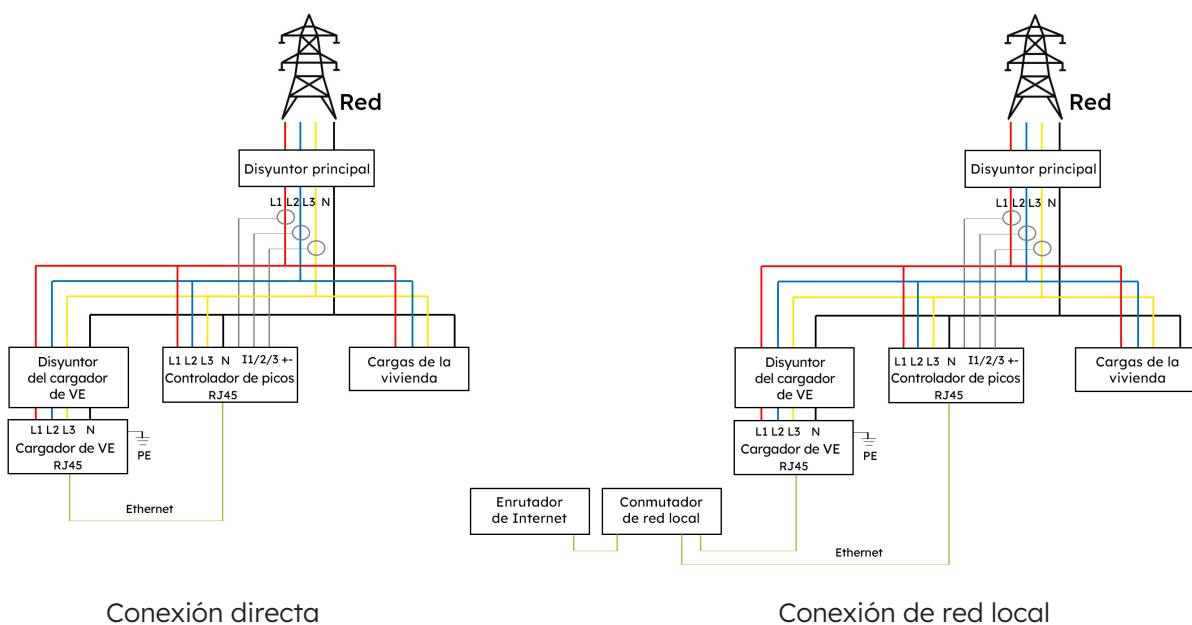 Red
Disyuntor principal
L1 L2 L3 N
Disyuntor
del cargador
de VE
L1 L2 L3 N I1/2/3 +-
Controlador de picos
RJ45
Cargas de la
vivienda
L1 L2 L3 N
Cargador de VE
RJ45
PE
Ethernet
Conexión directa
Red
Disyuntor principal
L1 L2 L3 N
Disyuntor
del cargador
de VE
L1 L2 L3 N I1/2/3 +-
Controlador de picos
RJ45
Cargas de la
vivienda
L1 L2 L3 N
Cargador de VE
RJ45
PE
Enrutador
de Internet
Conmutador
de red local
Ethernet
Conexión de red local